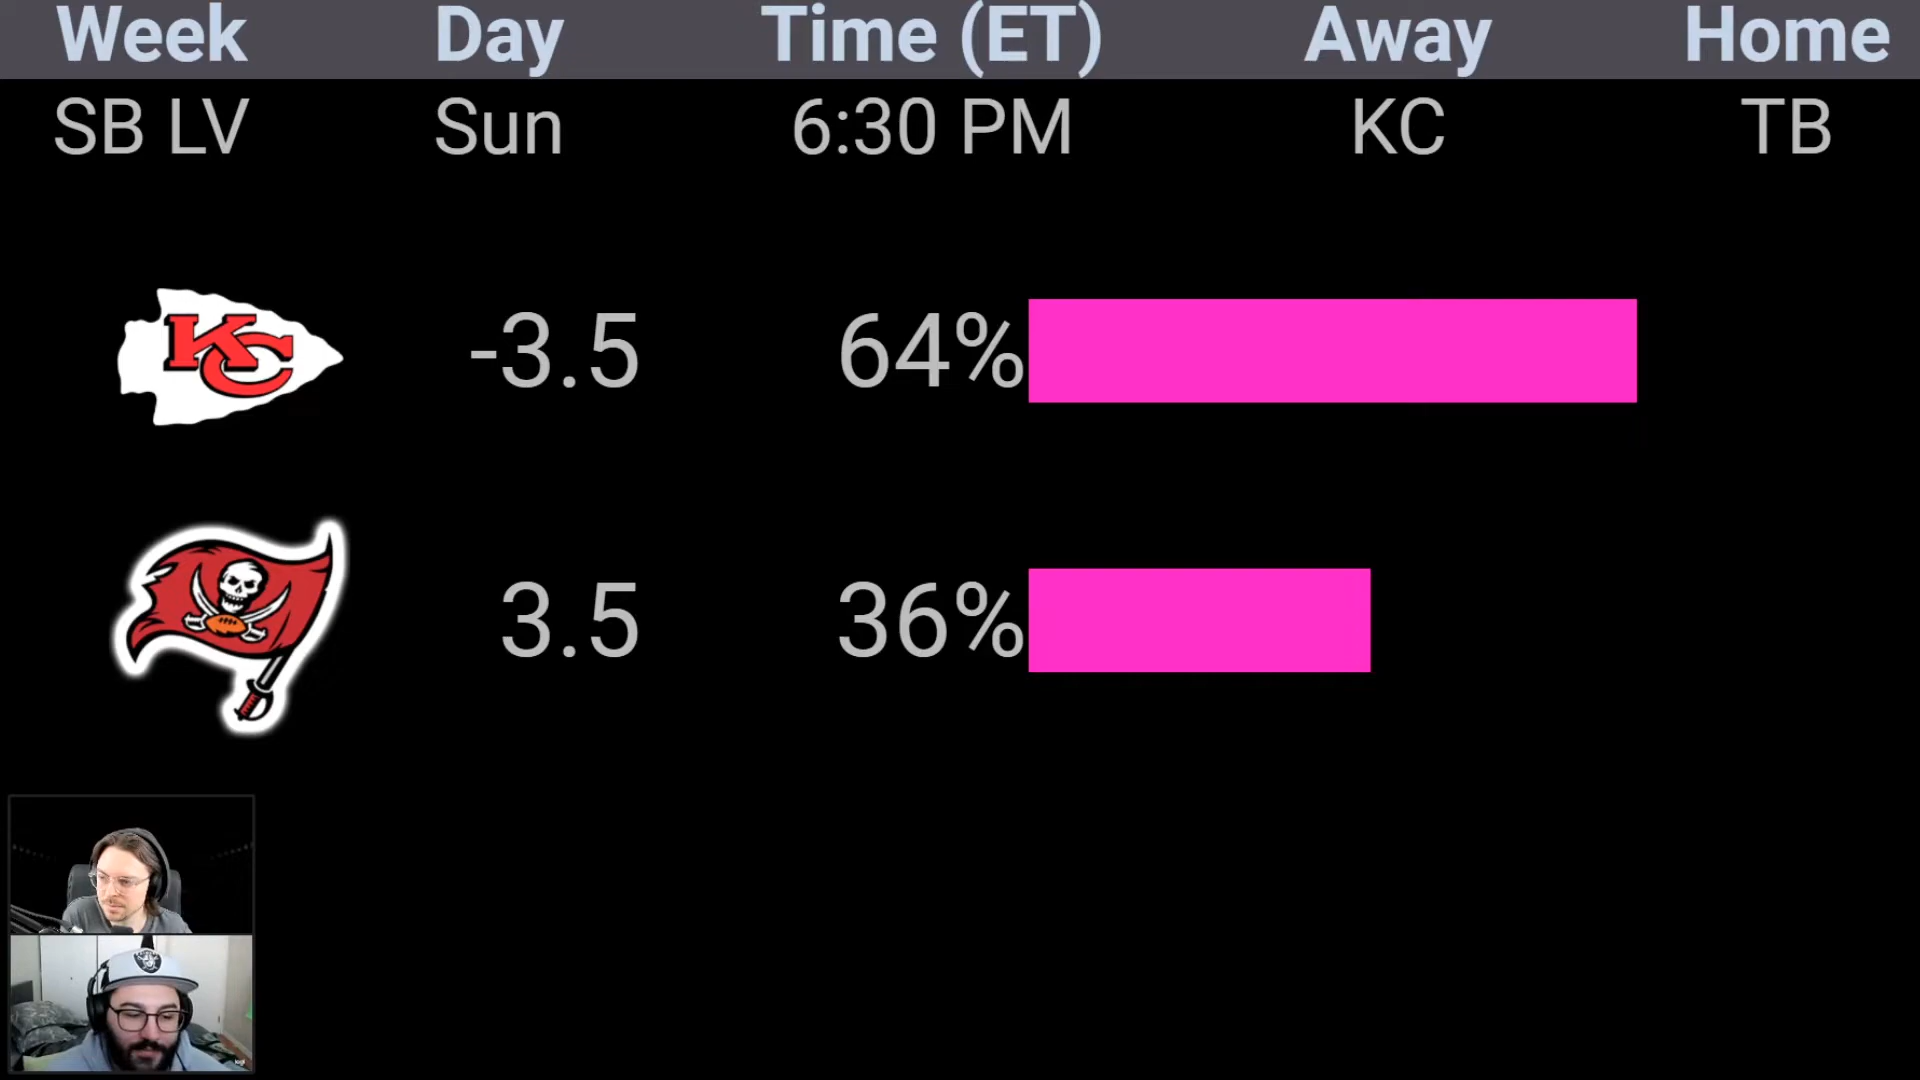 Week Day Time (ET) Away Home
SB LV Sun 6:30 PM KC TB
KC -3.5 64%
3.5 36%